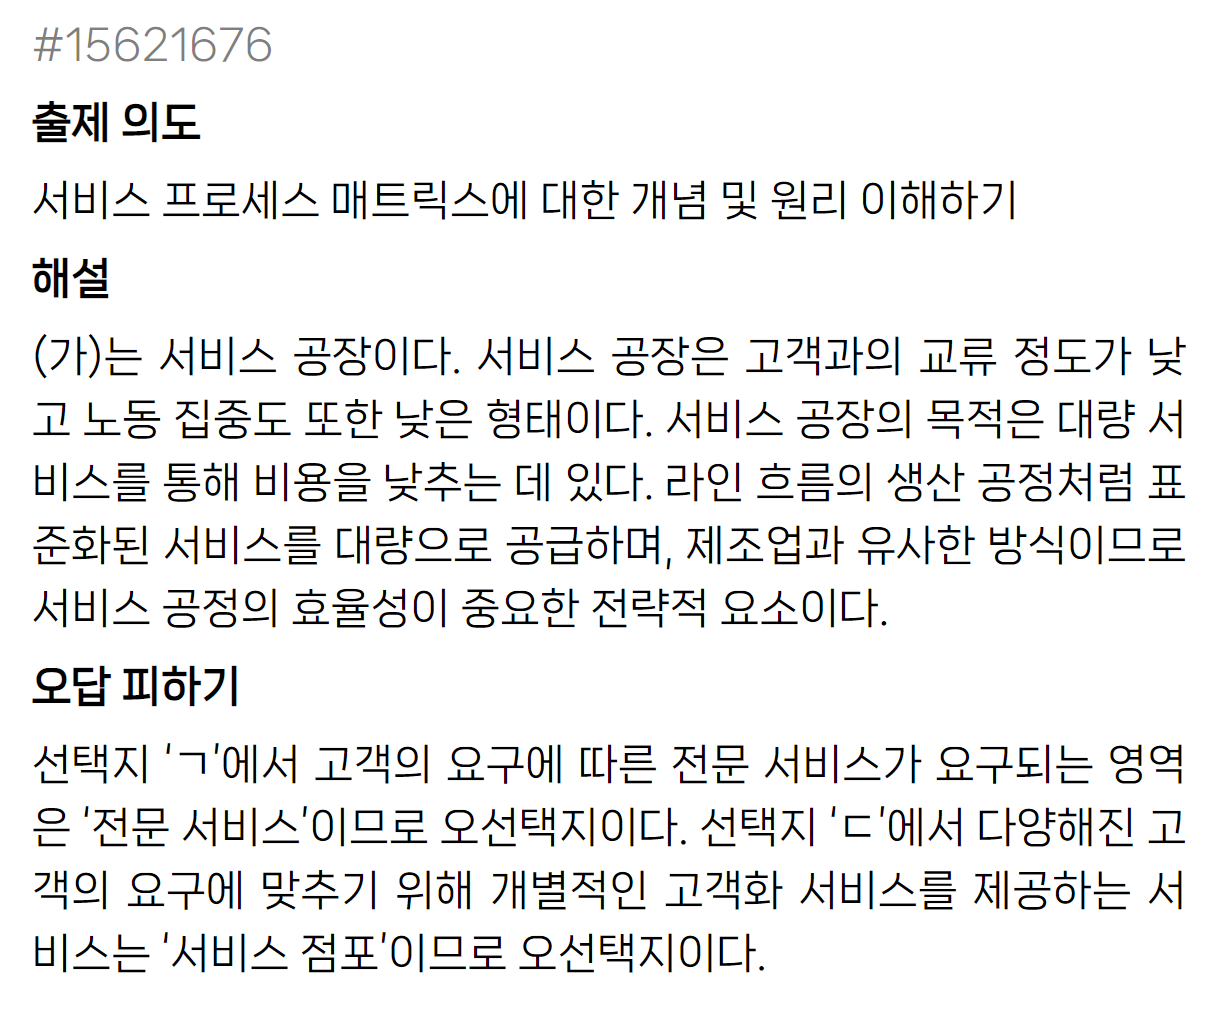 #15621676
출제 의도
서비스 프로세스 매트릭스에 대한 개념 및 원리 이해하기
해설
(가)는 서비스 공장이다. 서비스 공장은 고객과의 교류 정도가 낮
고 노동 집중도 또한 낮은 형태이다. 서비스 공장의 목적은 대량 서
비스를 통해 비용을 낮추는 데 있다. 라인 흐름의 생산 공정처럼 표
준화된 서비스를 대량으로 공급하며, 제조업과 유사한 방식이므로
서비스 공정의 효율성이 중요한 전략적 요소이다.
오답 피하기
선택지 'ㄱ'에서 고객의 요구에 따른 전문 서비스가 요구되는 영역
은 '전문 서비스'이므로 오선택지이다. 선택지 'ㄷ'에서 다양해진 고
객의 요구에 맞추기 위해 개별적인 고객화 서비스를 제공하는 서
비스는 '서비스 점포'이므로 오선택지이다.